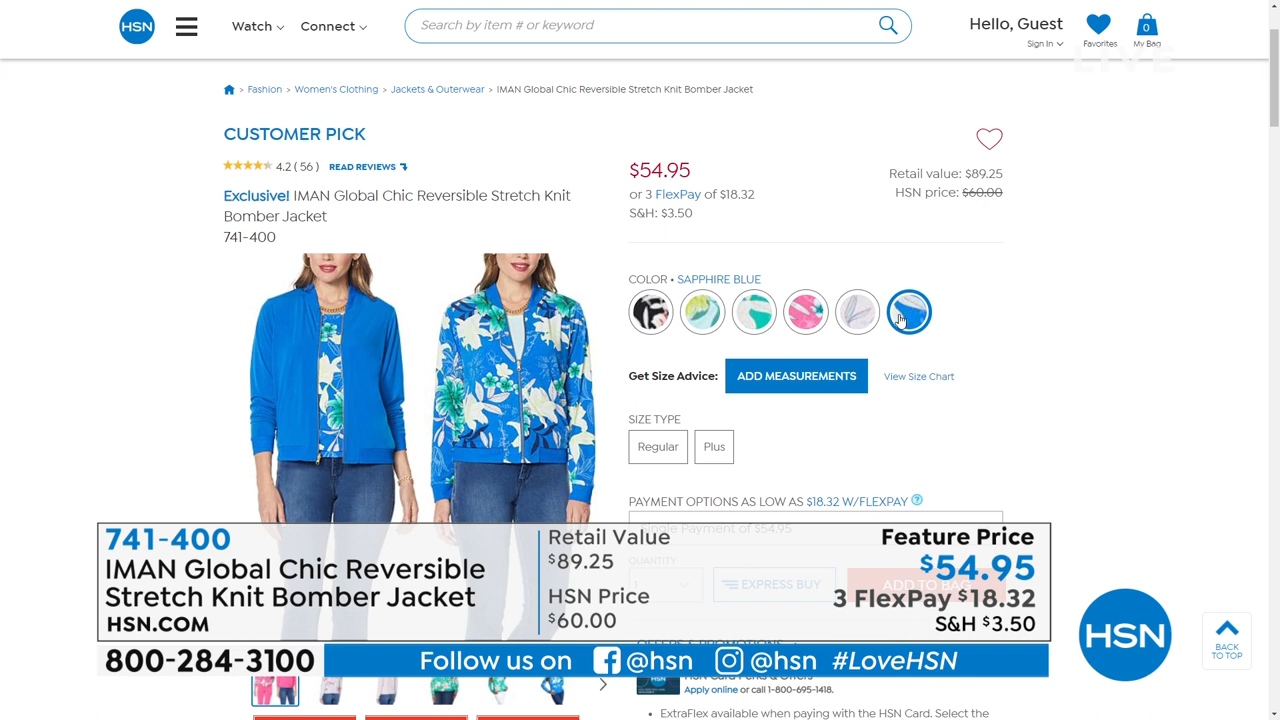 HSN
Watch
Connect
Search by item # or keyword
Hello, Guest
Sign In
Favorites
0
My Bag
LIVE
> Fashion > Women's Clothing > Jackets & Outerwear > IMAN Global Chic Reversible Stretch Knit Bomber Jacket
CUSTOMER PICK
4.2 ( 56 ) READ REVIEWS
Exclusive! IMAN Global Chic Reversible Stretch Knit
Bomber Jacket
741-400
$54.95
or 3 FlexPay of $18.32
S&H: $3.50
Retail value: $89.25
HSN price: $60.00
COLOR • SAPPHIRE BLUE
Get Size Advice: ADD MEASUREMENTS View Size Chart
SIZE TYPE
Regular Plus
PAYMENT OPTIONS AS LOW AS $18.32 W/FLEXPAY ?
Single Payment of $54.95
QUANTITY
1 EXPRESS BUY ADD TO BAG
741-400
IMAN Global Chic Reversible
Stretch Knit Bomber Jacket
HSN.COM
Retail Value
$89.25
HSN Price
$60.00
Feature Price
$54.95
3 FlexPay $18.32
S&H $3.50
800-284-3100 Follow us on @hsn @hsn #LoveHSN
HSN
BACK
TO TOP
HSN Card Perks & Offers
Apply online or call 1-800-695-1418.
• ExtraFlex available when paying with the HSN Card. Select the